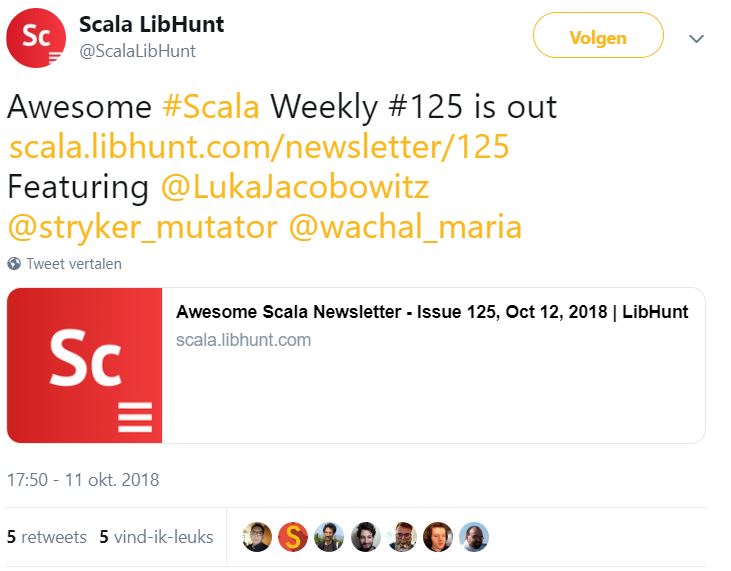 Sc
Scala LibHunt
@ScalaLibHunt
Volgen
Awesome #Scala Weekly #125 is out
scala.libhunt.com/newsletter/125
Featuring @LukaJacobowitz
@stryker_mutator @wachal_maria
Tweet vertalen
Sc
Awesome Scala Newsletter - Issue 125, Oct 12, 2018 | LibHunt
scala.libhunt.com
17:50 - 11 okt. 2018
5 retweets 5 vind-ik-leuks
S